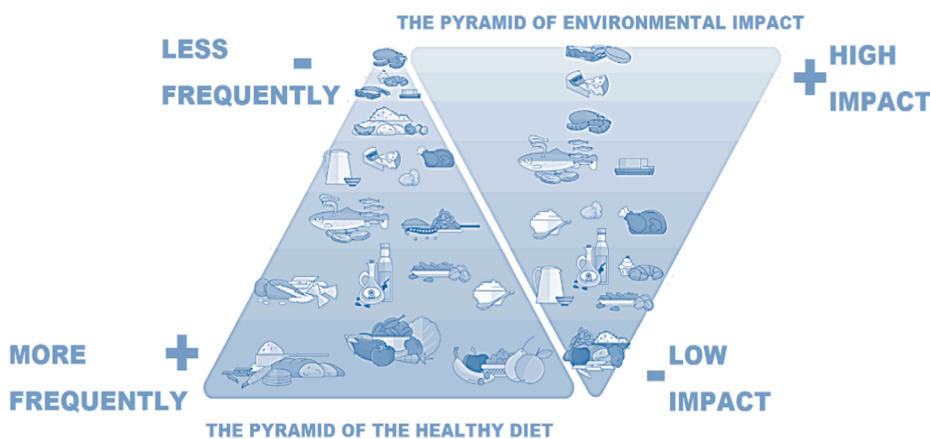 THE PYRAMID OF ENVIRONMENTAL IMPACT
LESS
FREQUENTLY
-
+
HIGH
IMPACT
MORE
FREQUENTLY
+
-
LOW
IMPACT
THE PYRAMID OF THE HEALTHY DIET